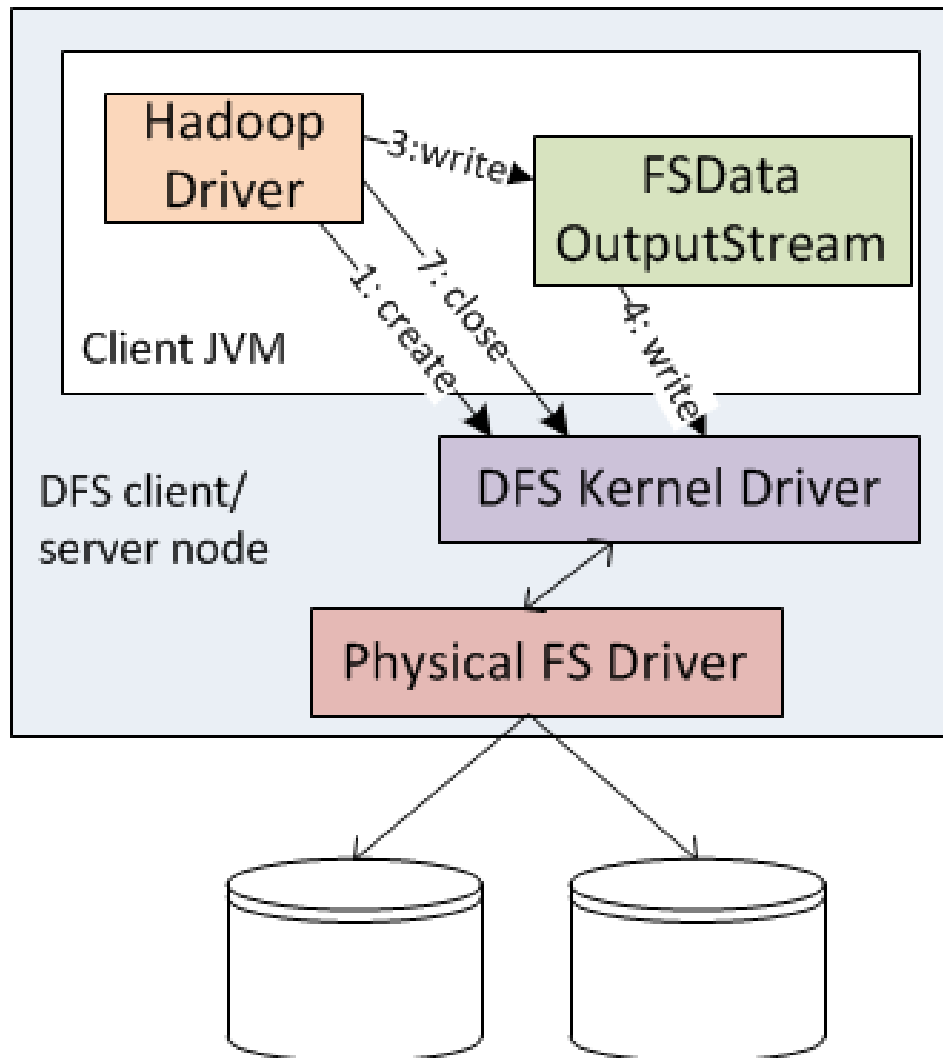 Hadoop
Driver
3:write
FSData
OutputStream
1: create
7: close
4: write
Client JVM
DFS Kernel Driver
DFS client/
server node
Physical FS Driver